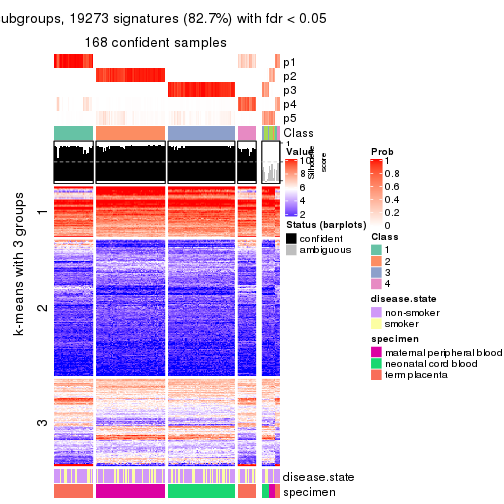 ubgroups, 19273 signatures (82.7%) with fdr < 0.05
168 confident samples
p1
p2
p3
p4
p5
Class
1
Silhouette
score
k-means with 3 groups
1
2
3
disease.state
specimen
Value
10
8
6
4
2
Status (barplots)
confident
ambiguous
Prob
1
0.8
0.6
0.4
0.2
0
Class
1
2
3
4
disease.state
non-smoker
smoker
specimen
maternal peripheral blood
neonatal cord blood
term placenta